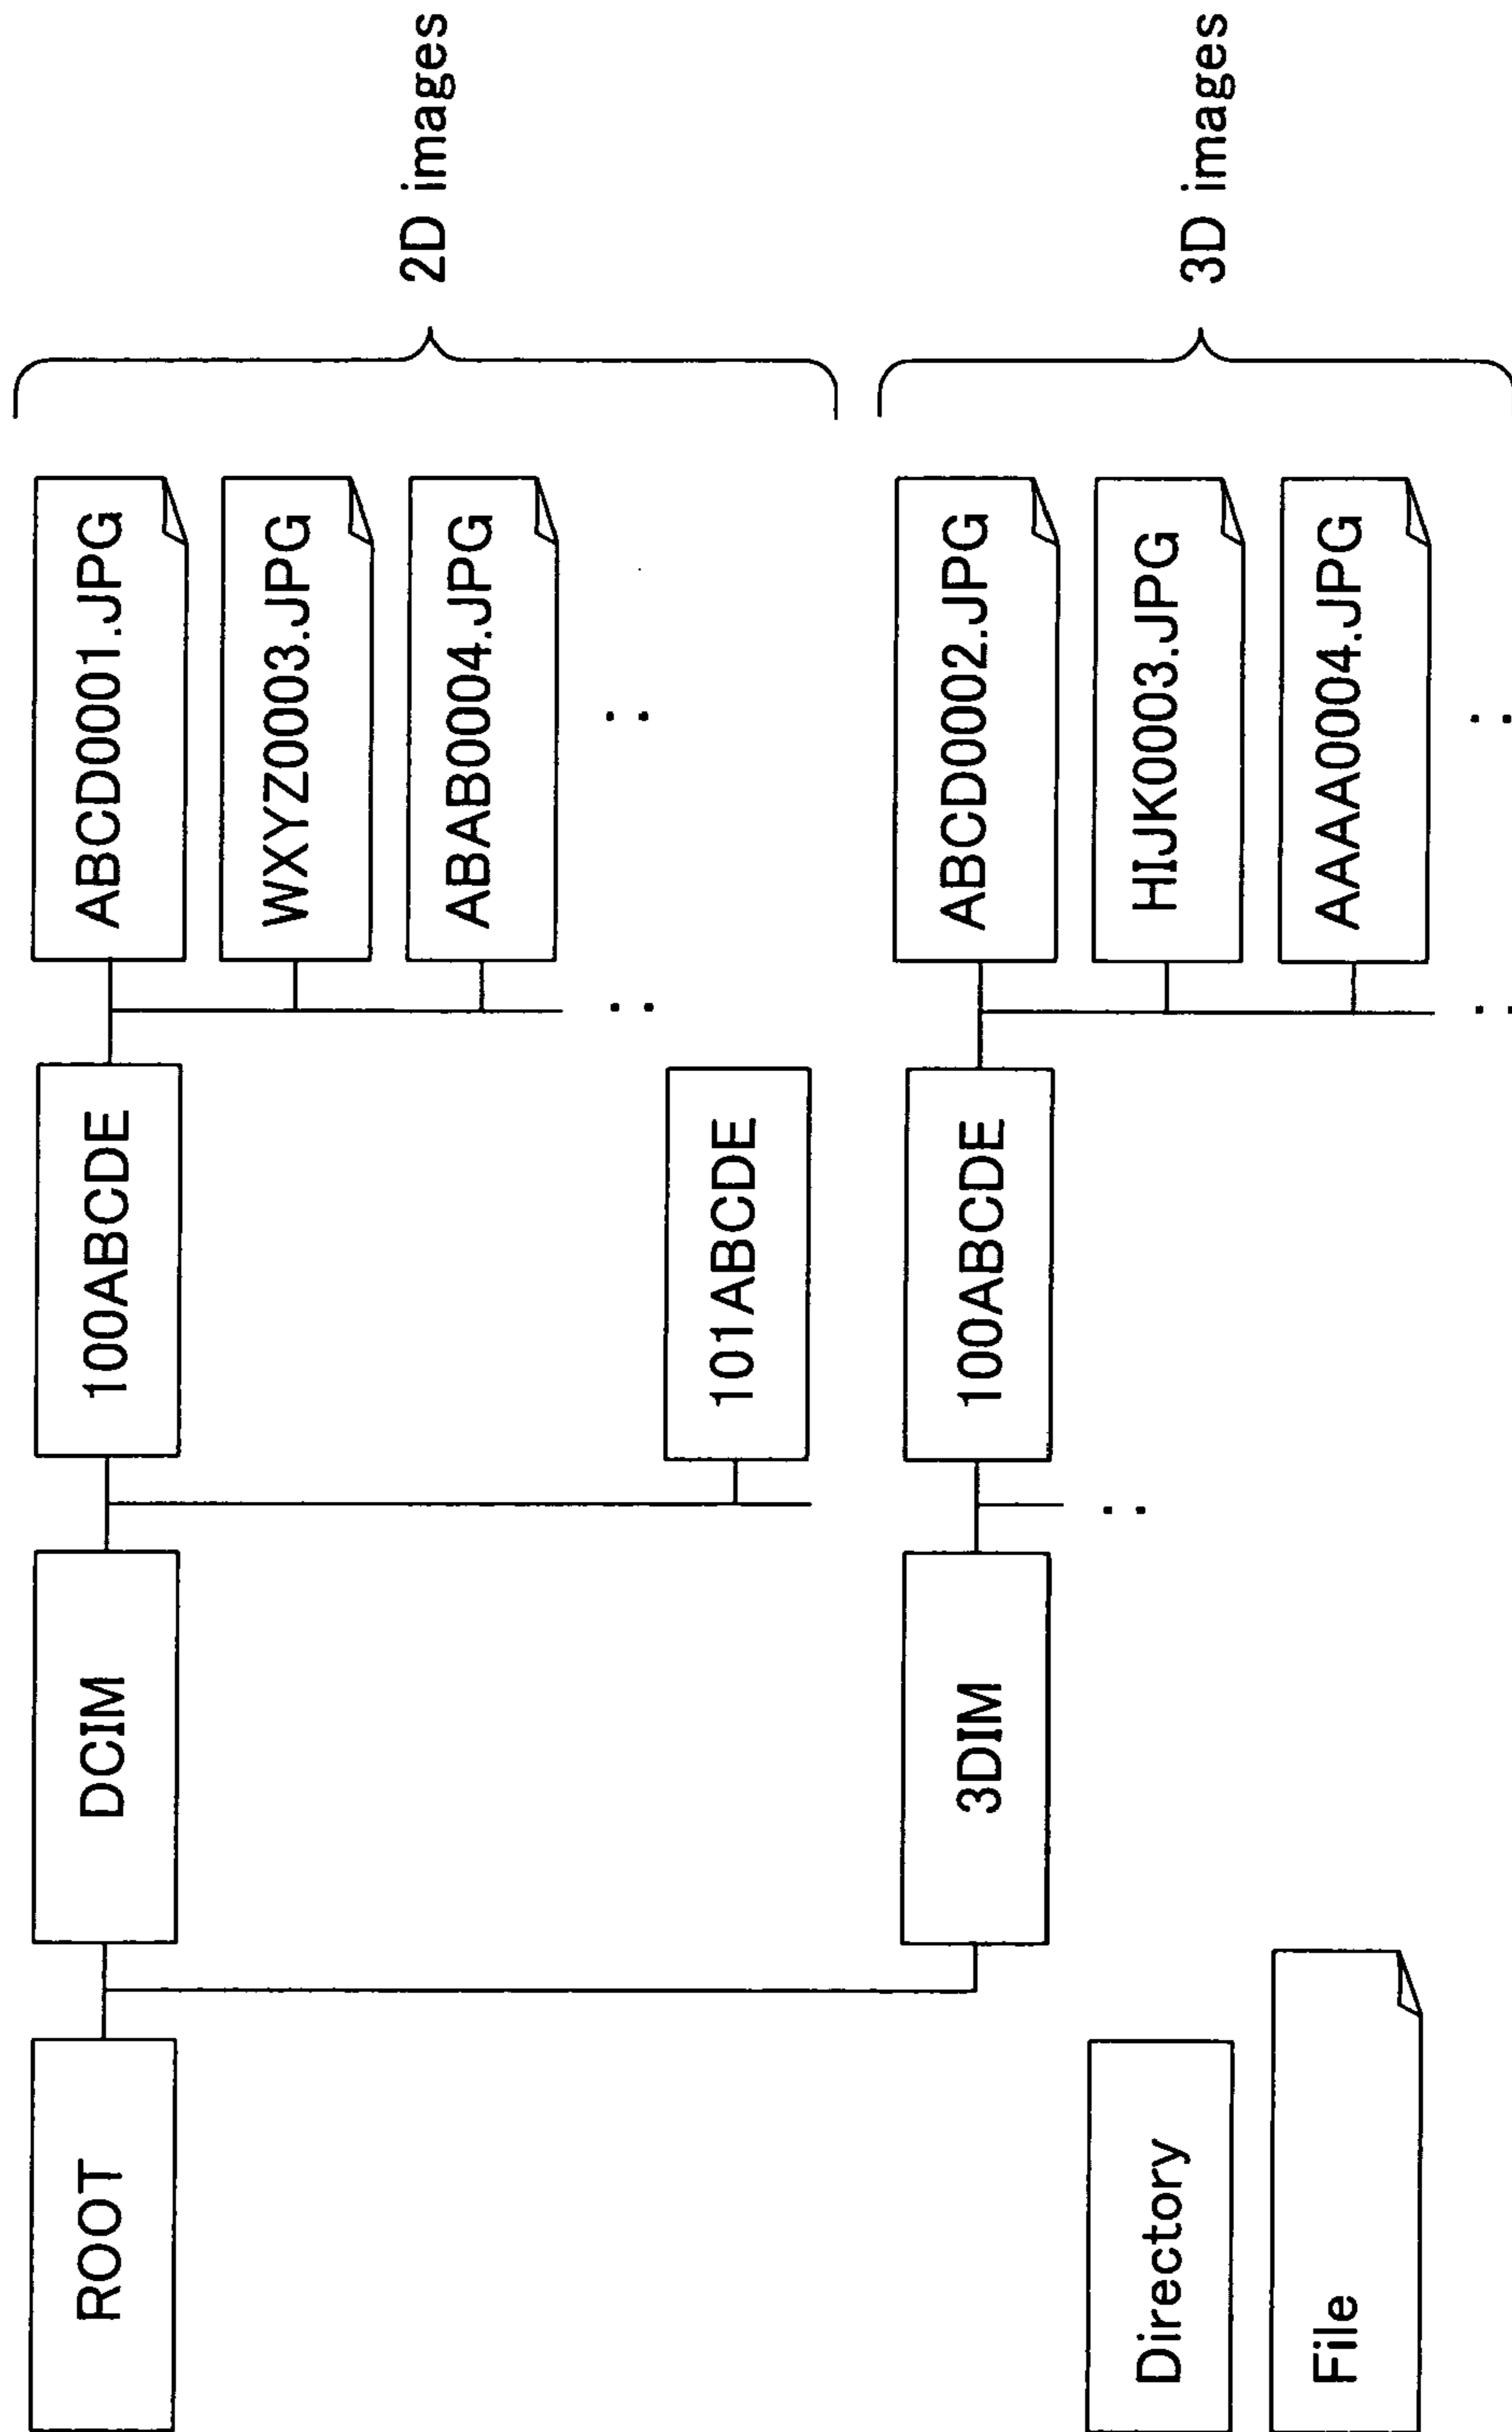 ROOT
DCIM
100ABCDE
ABCD0001.JPG
WXYZ0003.JPG
ABAB0004.JPG
2D images
101ABCDE
3DIM
100ABCDE
ABCD0002.JPG
HIJK0003.JPG
AAAA0004.JPG
3D images
Directory
File